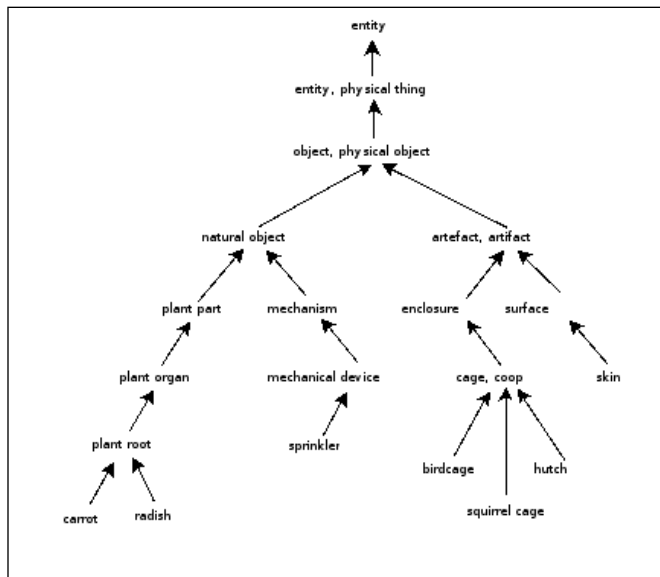 entity
entity, physical thing
object, physical object
natural object
artefact, artifact
plant part
mechanism
enclosure
surface
plant organ
mechanical device
cage, coop
skin
plant root
sprinkler
birdcage
hutch
carrot
radish
squirrel cage